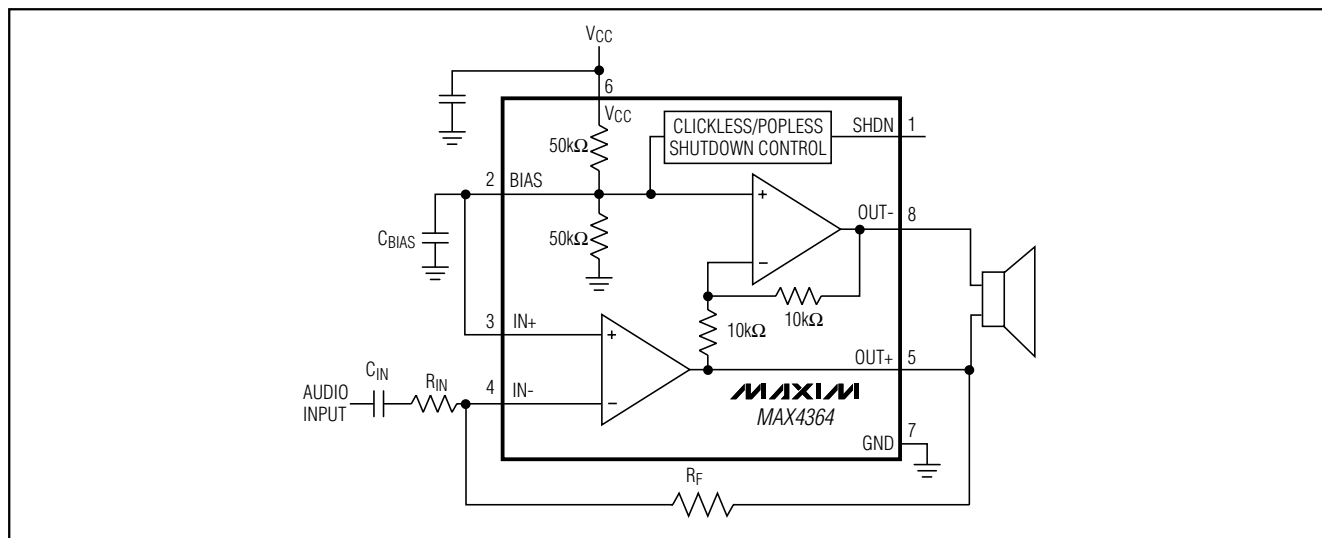 VCC
6
VCC
CLICKLESS/POPLESS
SHUTDOWN CONTROL
SHDN
1
50kΩ
2
BIAS
+
OUT-
8
CBIAS
50kΩ
−
10kΩ
10kΩ
3
IN+
+
OUT+
5
CIN
RIN
4
IN-
−
AUDIO
INPUT
MAXIM
MAX4364
7
GND
RF